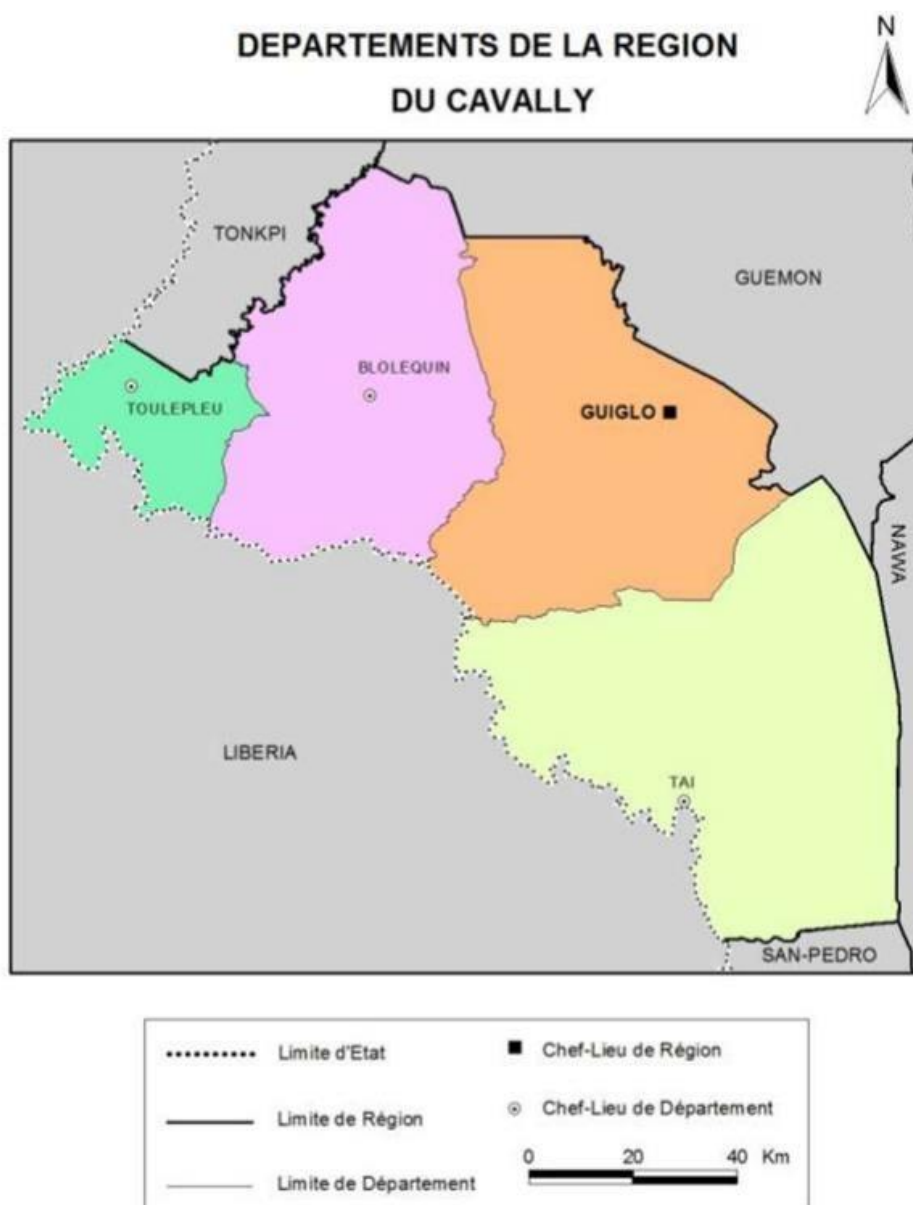 DEPARTEMENTS DE LA REGION
DU CAVALLY
N
TONKPI
GUEMON
BLOLEQUIN
TOULEPLEU
GUIGLO
NAWA
LIBERIA
TAI
SAN-PEDRO
Limite d'Etat
Chef-Lieu de Région
Limite de Région
Chef-Lieu de Département
0 20 40 Km
Limite de Département